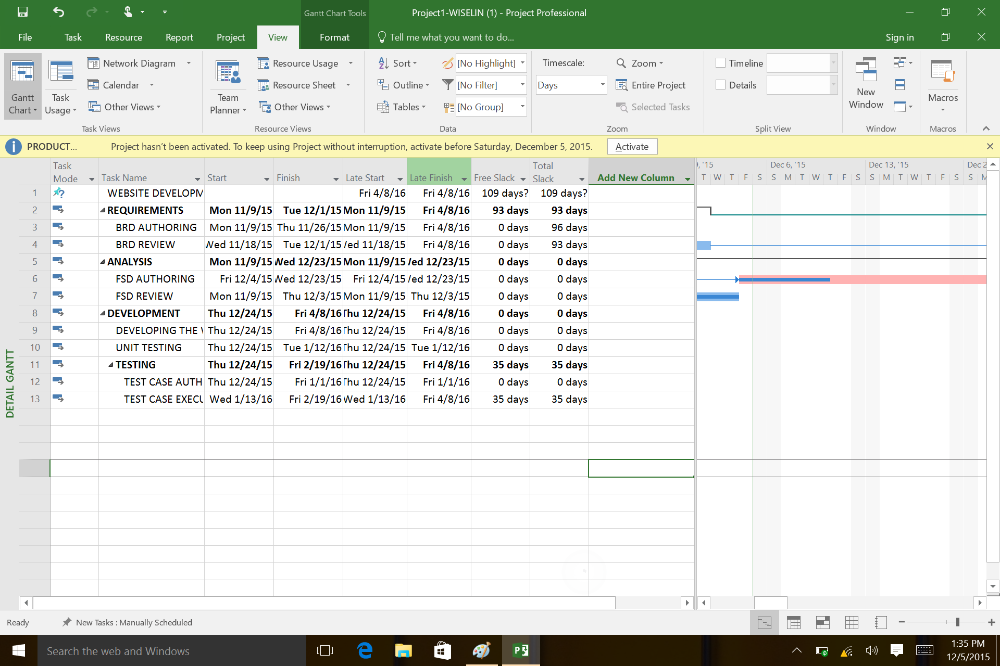 Gantt Chart Tools
Project1-WISELIN (1) - Project Professional
File Task Resource Report Project View Format Tell me what you want to do... Sign in
Gantt Chart
Task Usage
Network Diagram
Calendar
Other Views
Task Views
Team Planner
Resource Usage
Resource Sheet
Other Views
Resource Views
Sort
Outline
Tables
[No Highlight]
[No Filter]
[No Group]
Data
Timescale:
Days
Zoom
Entire Project
Selected Tasks
Zoom
Timeline
Details
Split View
New Window
Window
Macros
Macros
PRODUCT... Project hasn't been activated. To keep using Project without interruption, activate before Saturday, December 5, 2015. Activate
Task Mode Task Name Start Finish Late Start Late Finish Free Slack Total Slack Add New Column
9, '15 Dec 6, '15 Dec 13, '15 Dec 2
T W T F S S M T W T F S S M T W T F S S M
1 WEBSITE DEVELOPM Fri 4/8/16 Fri 4/8/16 109 days? 109 days?
2 REQUIREMENTS Mon 11/9/15 Tue 12/1/15 Mon 11/9/15 Fri 4/8/16 93 days 93 days
3 BRD AUTHORING Mon 11/9/15 Thu 11/26/15 Mon 11/9/15 Fri 4/8/16 0 days 96 days
4 BRD REVIEW Wed 11/18/15 Tue 12/1/15 Wed 11/18/15 Fri 4/8/16 0 days 93 days
5 ANALYSIS Mon 11/9/15 Wed 12/23/15 Mon 11/9/15 Wed 12/23/15 0 days 0 days
6 FSD AUTHORING Fri 12/4/15 Wed 12/23/15 Fri 12/4/15 Wed 12/23/15 0 days 0 days
7 FSD REVIEW Mon 11/9/15 Thu 12/3/15 Mon 11/9/15 Thu 12/3/15 0 days 0 days
8 DEVELOPMENT Thu 12/24/15 Fri 4/8/16 Thu 12/24/15 Fri 4/8/16 0 days 0 days
9 DEVELOPING THE Thu 12/24/15 Fri 4/8/16 Thu 12/24/15 Fri 4/8/16 0 days 0 days
10 UNIT TESTING Thu 12/24/15 Tue 1/12/16 Thu 12/24/15 Tue 1/12/16 0 days 0 days
11 TESTING Thu 12/24/15 Fri 2/19/16 Thu 12/24/15 Fri 4/8/16 35 days 35 days
12 TEST CASE AUTH Thu 12/24/15 Fri 1/1/16 Thu 12/24/15 Fri 1/1/16 0 days 0 days
13 TEST CASE EXECU Wed 1/13/16 Fri 2/19/16 Wed 1/13/16 Fri 4/8/16 35 days 35 days
DETAIL GANTT
Ready New Tasks : Manually Scheduled
Search the web and Windows
1:35 PM
12/5/2015